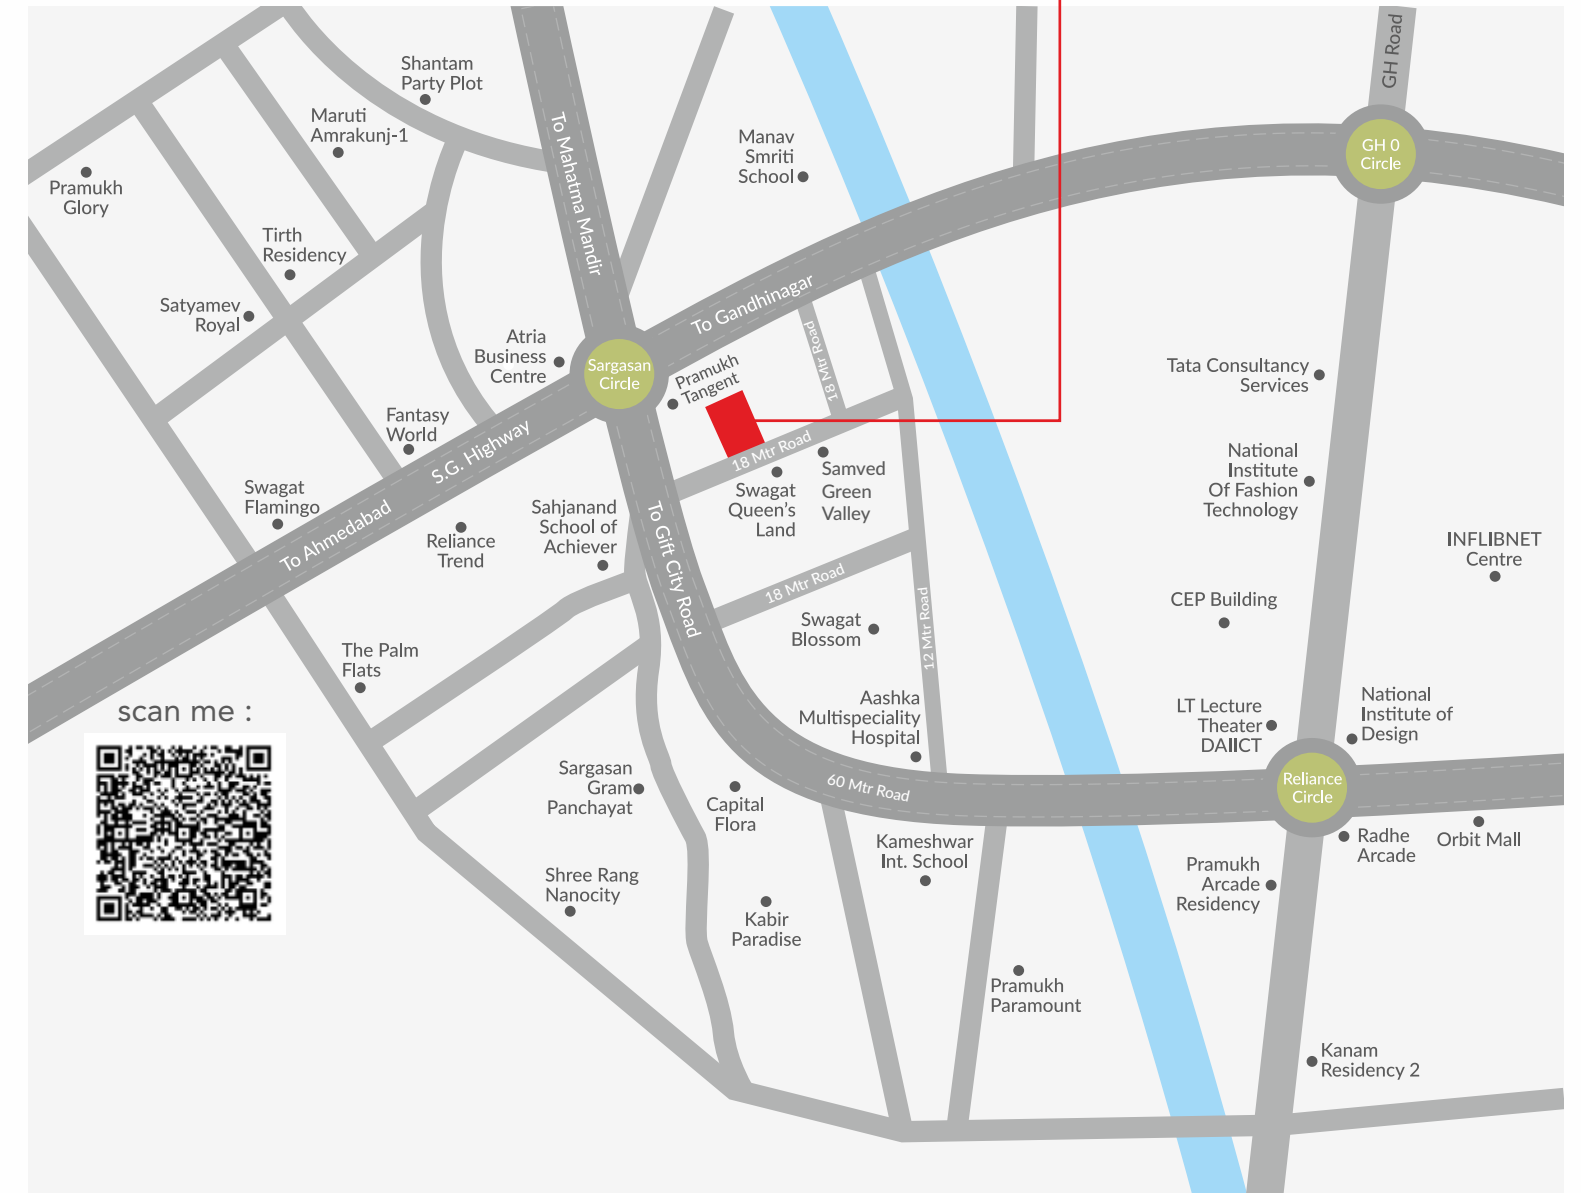 Shantam
Party Plot
Maruti
Amrakunj-1
Pramukh
Glory
Tirth
Residency
Satyamev
Royal
To Mahatma Mandir
Manav
Smriti
School
GH Road
GH 0
Circle
To Gandhinagar
Atria
Business
Centre
Sargasan
Circle
Pramukh
Tangent
18 Mtr Road
Fantasy
World
S.G. Highway
To Ahmedabad
Swagat
Flamingo
Reliance
Trend
Sahjanand
School of
Achiever
To Gift City Road
18 Mtr Road
Swagat
Queen's
Land
Samved
Green
Valley
18 Mtr Road
12 Mtr Road
Swagat
Blossom
Tata Consultancy
Services
National
Institute
Of Fashion
Technology
INFLIBNET
Centre
CEP Building
The Palm
Flats
scan me :
Aashka
Multispeciality
Hospital
LT Lecture
Theater
DAIICT
National
Institute of
Design
Sargasan
Gram
Panchayat
Capital
Flora
60 Mtr Road
Reliance
Circle
Kameshwar
Int. School
Radhe
Arcade
Orbit Mall
Pramukh
Arcade
Residency
Shree Rang
Nanocity
Kabir
Paradise
Pramukh
Paramount
Kanam
Residency 2